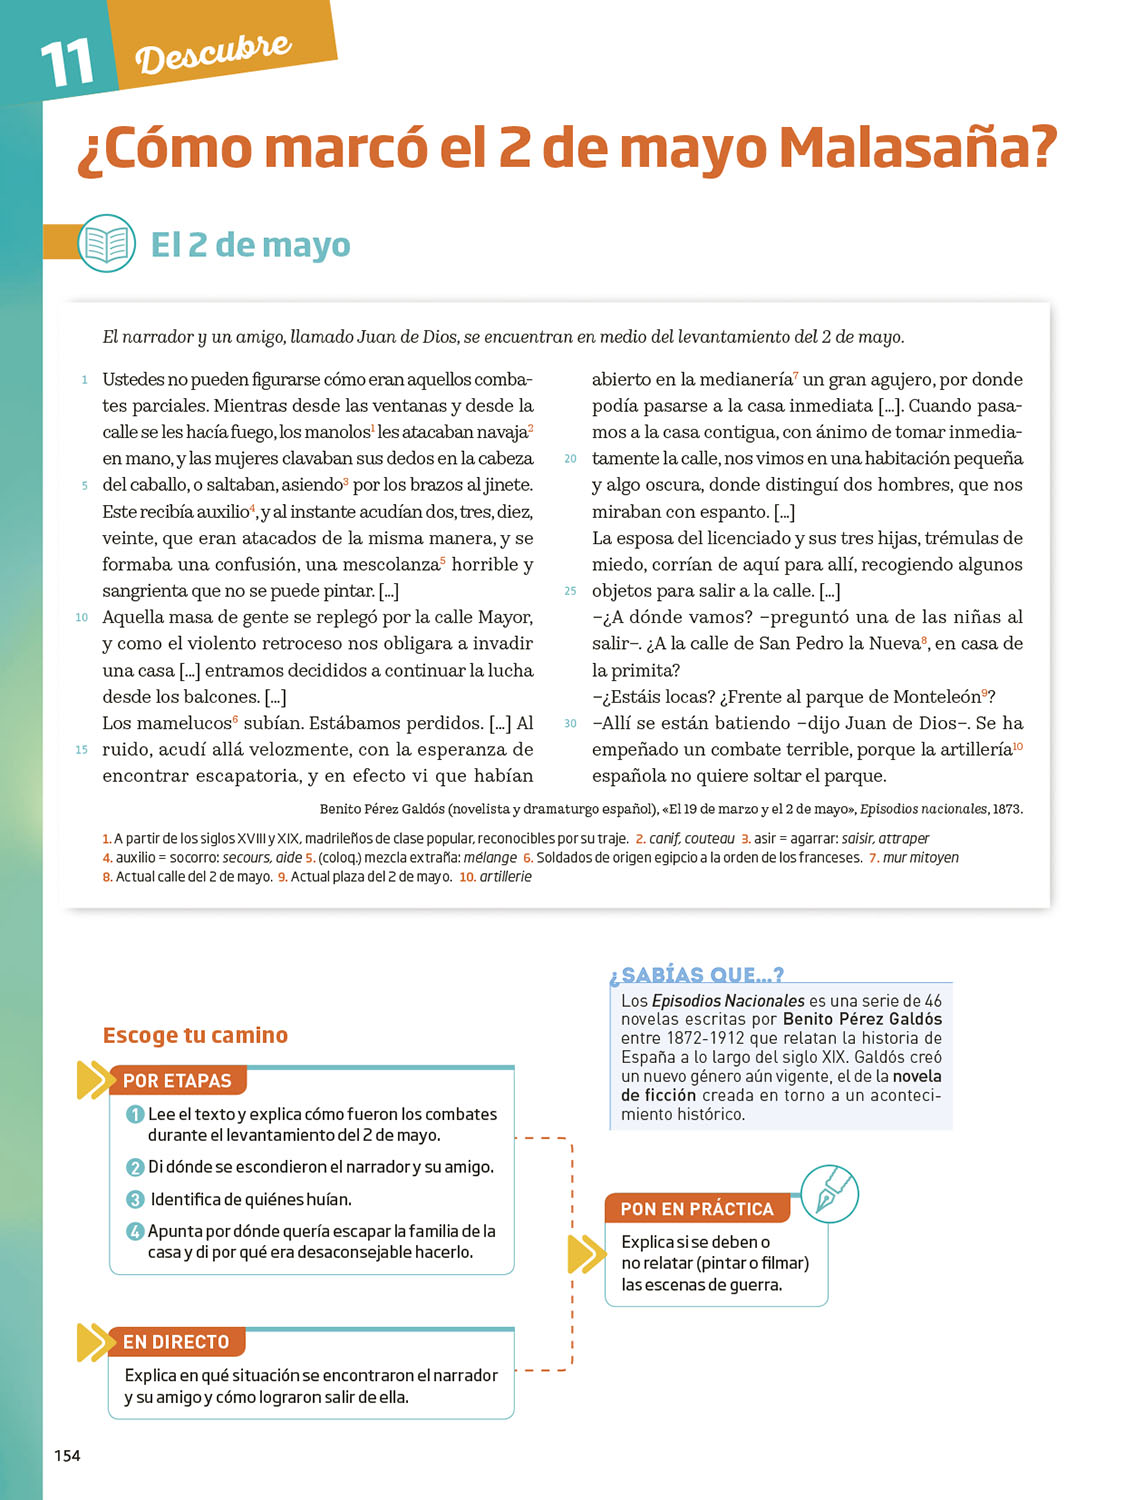 11 Descubre
¿Cómo marcó el 2 de mayo Malasaña?
El 2 de mayo
El narrador y un amigo, llamado Juan de Dios, se encuentran en medio del levantamiento del 2 de mayo.
1 Ustedes no pueden figurarse cómo eran aquellos comba-
tes parciales. Mientras desde las ventanas y desde la
calle se les hacía fuego, los manolos1 les atacaban navaja2
en mano, y las mujeres clavaban sus dedos en la cabeza
5 del caballo, o saltaban, asiendo3 por los brazos al jinete.
Este recibía auxilio4, y al instante acudían dos, tres, diez,
veinte, que eran atacados de la misma manera, y se
formaba una confusión, una mescolanza5 horrible y
sangrienta que no se puede pintar. [...]
10 Aquella masa de gente se replegó por la calle Mayor,
y como el violento retroceso nos obligara a invadir
una casa [...] entramos decididos a continuar la lucha
desde los balcones. [...]
Los mamelucos6 subían. Estábamos perdidos. [...] Al
15 ruido, acudí allá velozmente, con la esperanza de
encontrar escapatoria, y en efecto vi que habían
abierto en la medianería7 un gran agujero, por donde
podía pasarse a la casa inmediata [...]. Cuando pasa-
mos a la casa contigua, con ánimo de tomar inmedia-
20 tamente la calle, nos vimos en una habitación pequeña
y algo oscura, donde distinguí dos hombres, que nos
miraban con espanto. [...]
La esposa del licenciado y sus tres hijas, trémulas de
miedo, corrían de aquí para allí, recogiendo algunos
25 objetos para salir a la calle. [...]
–¿A dónde vamos? –preguntó una de las niñas al
salir–. ¿A la calle de San Pedro la Nueva8, en casa de
la primita?
–¿Estáis locas? ¿Frente al parque de Monteleón9?
30 –Allí se están batiendo –dijo Juan de Dios–. Se ha
empeñado un combate terrible, porque la artillería10
española no quiere soltar el parque.
Benito Pérez Galdós (novelista y dramaturgo español), «El 19 de marzo y el 2 de mayo», Episodios nacionales, 1873.
1. A partir de los siglos XVIII y XIX, madrileños de clase popular, reconocibles por su traje. 2. canif, couteau 3. asir = agarrar: saisir, attraper
4. auxilio = socorro: secours, aide 5. (coloq.) mezcla extraña: mélange 6. Soldados de origen egipcio a la orden de los franceses. 7. mur mitoyen
8. Actual calle del 2 de mayo. 9. Actual plaza del 2 de mayo. 10. artillerie
¿SABÍAS QUE...?
Los Episodios Nacionales es una serie de 46
novelas escritas por Benito Pérez Galdós
entre 1872-1912 que relatan la historia de
España a lo largo del siglo XIX. Galdós creó
un nuevo género aún vigente, el de la novela
de ficción creada en torno a un aconteci-
miento histórico.
Escoge tu camino
POR ETAPAS
1 Lee el texto y explica cómo fueron los combates
durante el levantamiento del 2 de mayo.
2 Di dónde se escondieron el narrador y su amigo.
3 Identifica de quiénes huían.
4 Apunta por dónde quería escapar la familia de la
casa y di por qué era desaconsejable hacerlo.
EN DIRECTO
Explica en qué situación se encontraron el narrador
y su amigo y cómo lograron salir de ella.
PON EN PRÁCTICA
Explica si se deben o
no relatar (pintar o filmar)
las escenas de guerra.
154